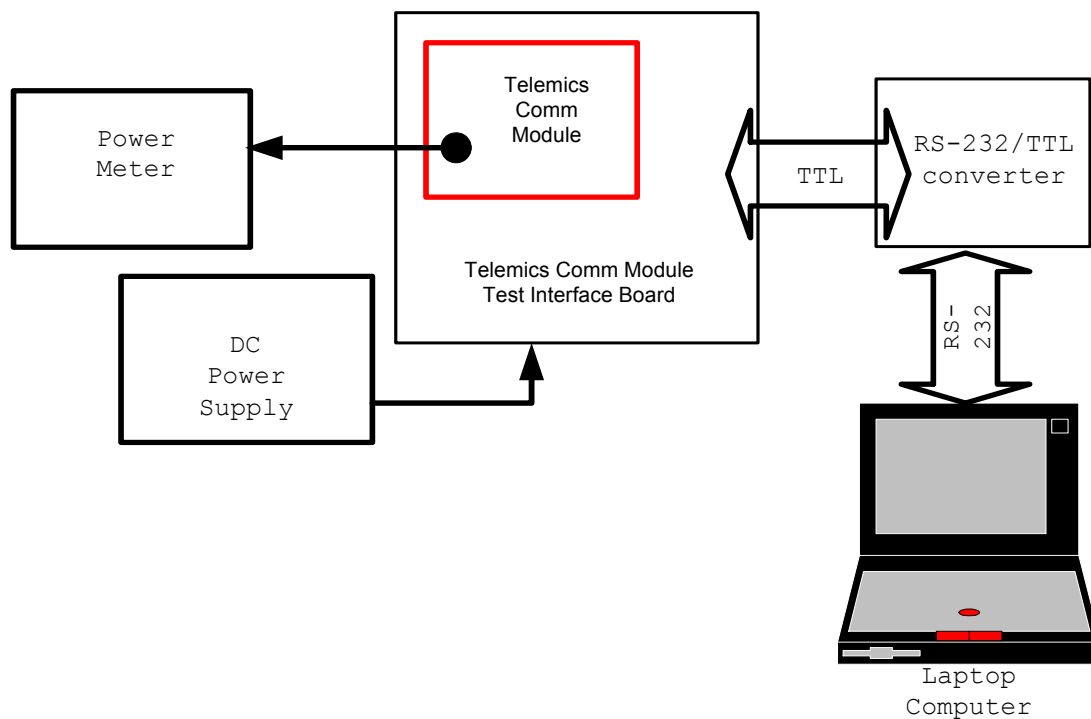 Telemics
Comm
Module
Power
Meter
RS-232/TTL
converter
TTL
Telemics Comm Module
Test Interface Board
DC
Power
Supply
RS-
232
Laptop
Computer